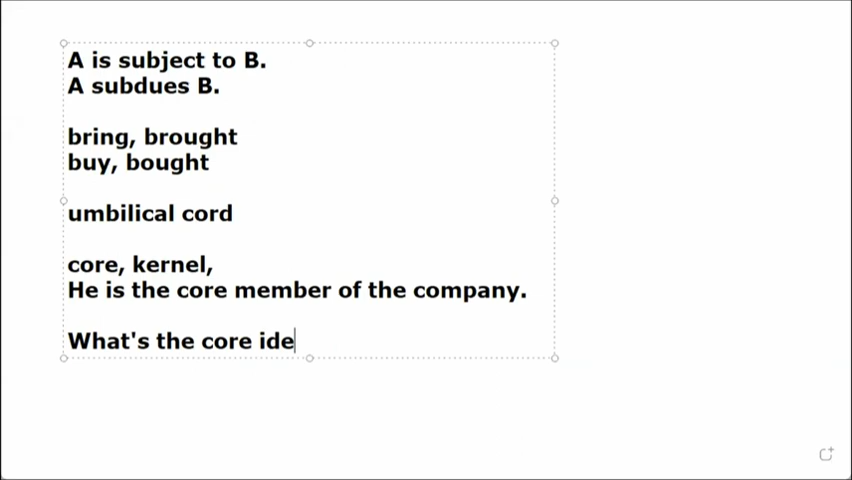 A is subject to B.
A subdues B.
bring, brought
buy, bought
umbilical cord
core, kernel,
He is the core member of the company.
What's the core ide